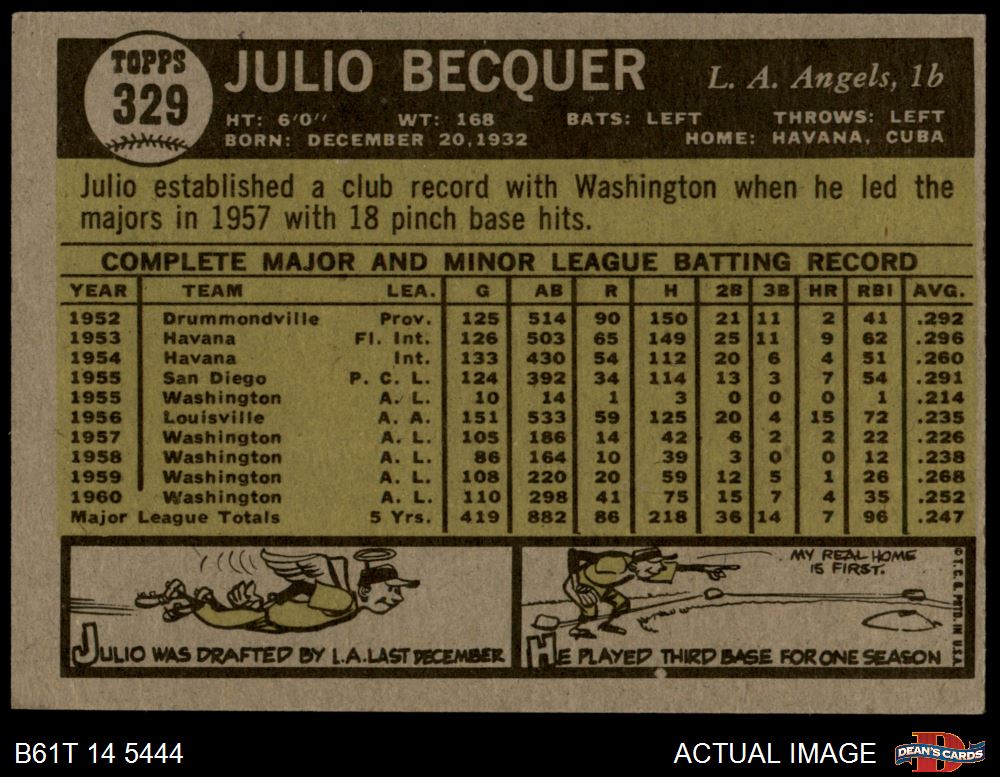 TOPPS
329
JULIO BECQUER
L. A. Angels, 1b
HT: 6'0"
WT: 168
BATS: LEFT
THROWS: LEFT
BORN: DECEMBER 20, 1932
HOME: HAVANA, CUBA
Julio established a club record with Washington when he led the
majors in 1957 with 18 pinch base hits.
COMPLETE MAJOR AND MINOR LEAGUE BATTING RECORD
YEAR TEAM LEA. G AB R H 2B 3B HR RBI AVG.
1952 Drummondville Prov. 125 514 90 150 21 11 2 41 .292
1953 Havana Fl. Int. 126 503 65 149 25 11 9 62 .296
1954 Havana Int. 133 430 54 112 20 6 4 51 .260
1955 San Diego P. C. L. 124 392 34 114 13 3 7 54 .291
1955 Washington A. L. 10 14 1 3 0 0 0 1 .214
1956 Louisville A. A. 151 533 59 125 20 4 15 72 .235
1957 Washington A. L. 105 186 14 42 6 2 2 22 .226
1958 Washington A. L. 86 164 10 39 3 0 0 12 .238
1959 Washington A. L. 108 220 20 59 12 5 1 26 .268
1960 Washington A. L. 110 298 41 75 15 7 4 35 .252
Major League Totals 5 Yrs. 419 882 86 218 36 14 7 96 .247
JULIO WAS DRAFTED BY L.A. LAST DECEMBER
MY REAL HOME
IS FIRST.
HE PLAYED THIRD BASE FOR ONE SEASON
© T. C. G. PRTD. IN U.S.A.
B61T 14 5444
ACTUAL IMAGE
DEAN'S CARDS